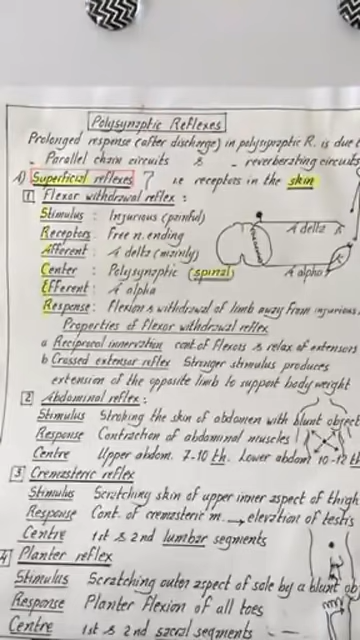 Polysynaptic Reflexes
Prolonged response (after discharge) in polysynaptic R. is due t
- Parallel chain circuits & - reverberating circuits
A) Superficial reflexes ? i.e receptors in the skin
1 Flexor withdrawal reflex :
Stimulus : Injurious (painful)
Receptors : Free n. ending
Afferent : A delta (mainly)
Center : Polysynaptic (spinal)
Efferent : A alpha
Response : Flexion & withdrawal of limb away from injurious
A delta
A alpha
Properties of Flexor withdrawal reflex
a Reciprocal innervation cont of flexors & relax of extensors
b Crossed extensor reflex Stronger stimulus produces
extension of the opposite limb to support body weight
2 Abdominal reflex :
Stimulus Stroking the skin of abdomen with blunt object
Response Contraction of abdominal muscles
Centre Upper abdom. 7-10 th. Lower abdom 10-12 th
3 Cremasteric reflex
Stimulus Scratching skin of upper inner aspect of thigh
Response Cont. of cremasteric m. → elevation of testis
Centre 1st & 2nd lumbar segments
4 Planter reflex
Stimulus Scratching outer aspect of sole by a blunt ob
Response Planter flexion of all toes
Centre 1st & 2nd sacral segments